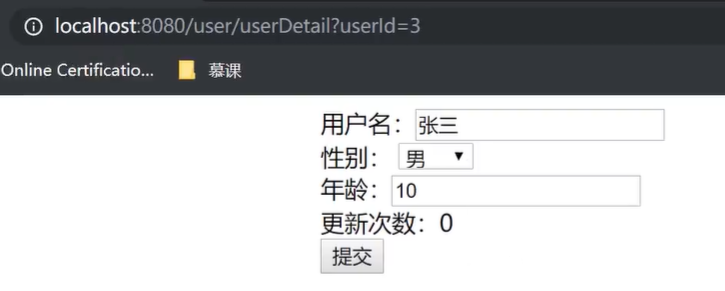 localhost:8080/user/userDetail?userId=3
Online Certificatio... 慕课
用户名：张三
性别： 男
年龄：10
更新次数：0
提交